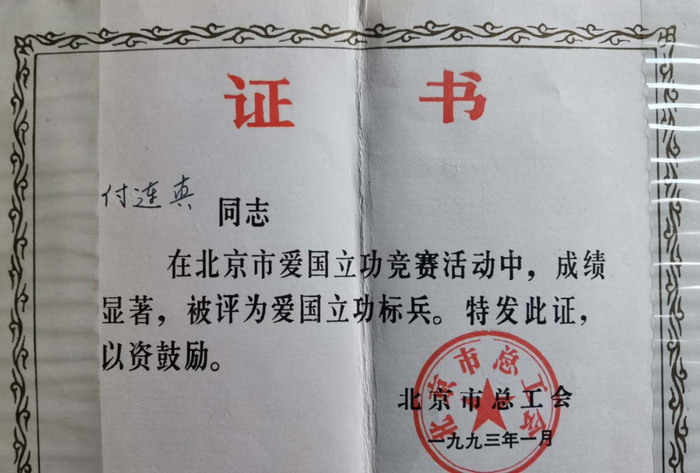 证 书
付连真 同志
在北京市爱国立功竞赛活动中，成绩
显著，被评为爱国立功标兵。特发此证，
以资鼓励。
北京市总工会
一九九三年一月
北京市总工会